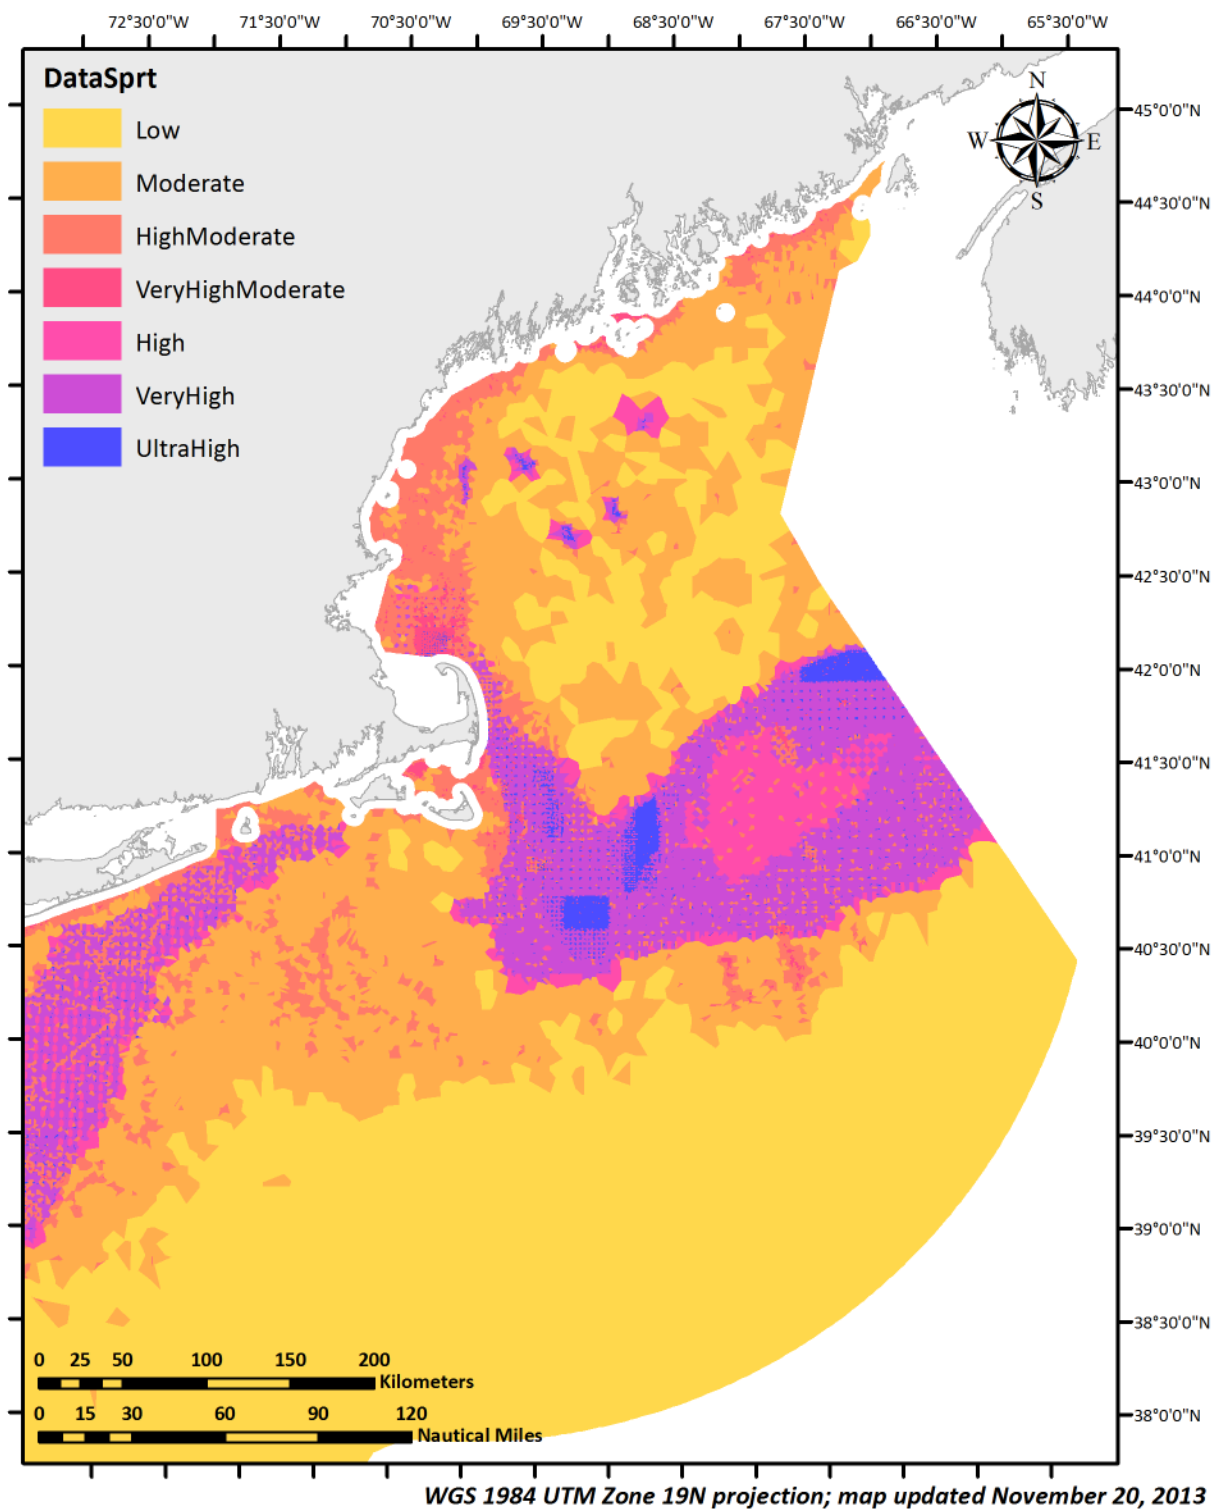 72°30'0"W 71°30'0"W 70°30'0"W 69°30'0"W 68°30'0"W 67°30'0"W 66°30'0"W 65°30'0"W
DataSprt
Low
Moderate
HighModerate
VeryHighModerate
High
VeryHigh
UltraHigh
N
W E
S
45°0'0"N
44°30'0"N
44°0'0"N
43°30'0"N
43°0'0"N
42°30'0"N
42°0'0"N
41°30'0"N
41°0'0"N
40°30'0"N
40°0'0"N
39°30'0"N
39°0'0"N
38°30'0"N
38°0'0"N
0 25 50 100 150 200
Kilometers
0 15 30 60 90 120
Nautical Miles
WGS 1984 UTM Zone 19N projection; map updated November 20, 2013